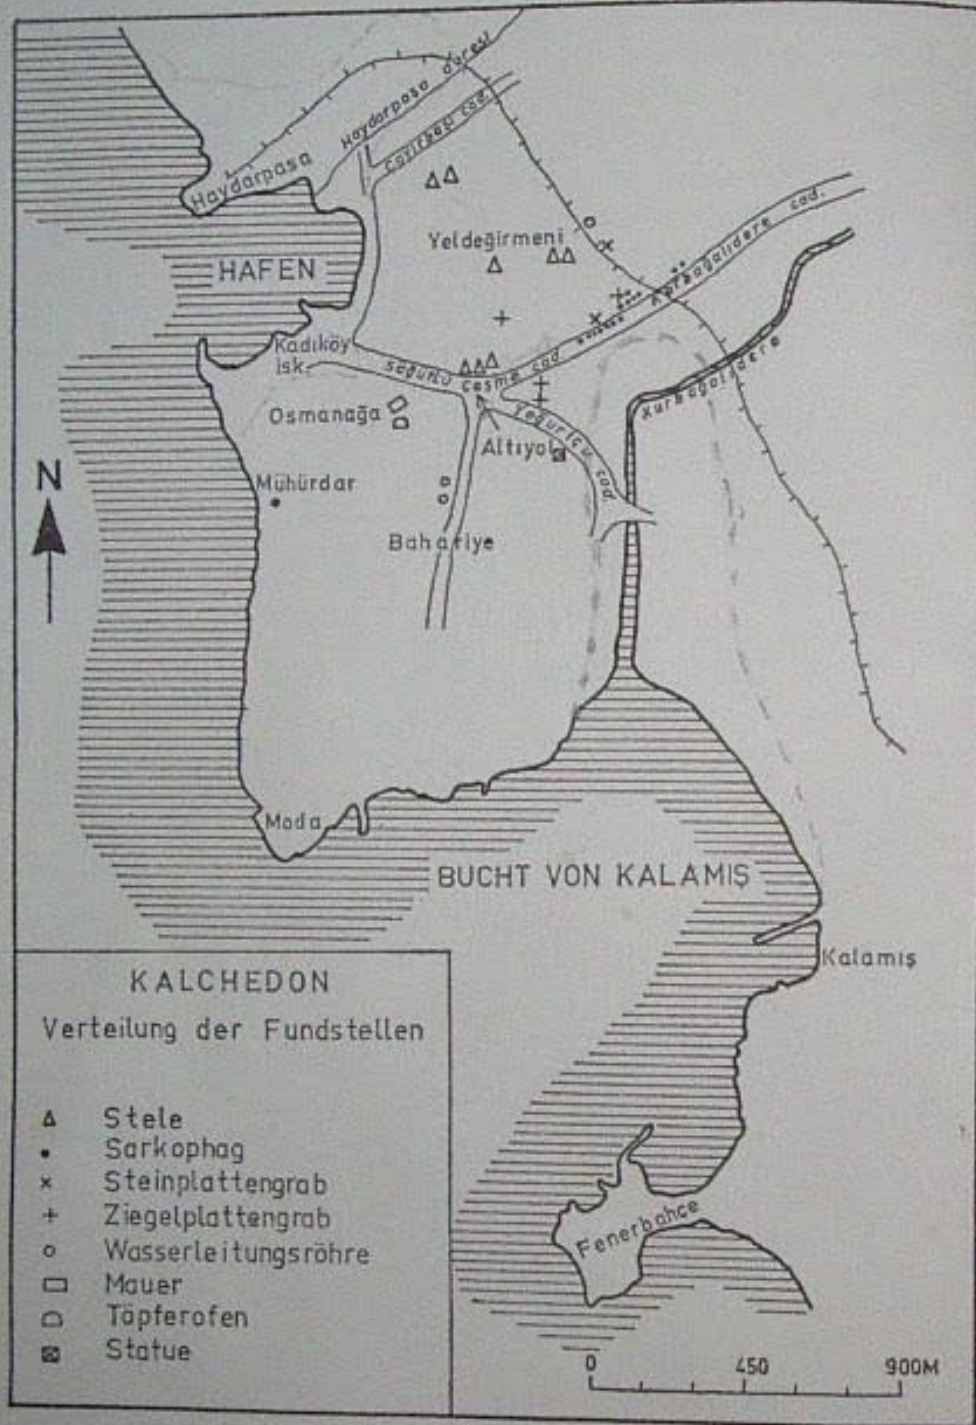 Haydarpaşa deresi
Çayırbaşı cad.
Haydarpaşa
Yeldeğirmeni
Kurbağalıdere cad.
HAFEN
Kadıköy
isk.
Söğütlü Çeşme cad
Kurbağalıdere
Osmanağa
Yoğurtçu cad.
Altıyol
N
Mühürdar
Bahariye
Moda
BUCHT VON KALAMIŞ
Kalamış
KALCHEDON
Verteilung der Fundstellen
Stele
Sarkophag
Steinplattengrab
Ziegelplattengrab
Wasserleitungsröhre
Mauer
Töpferofen
Statue
Fenerbahçe
0 450 900M